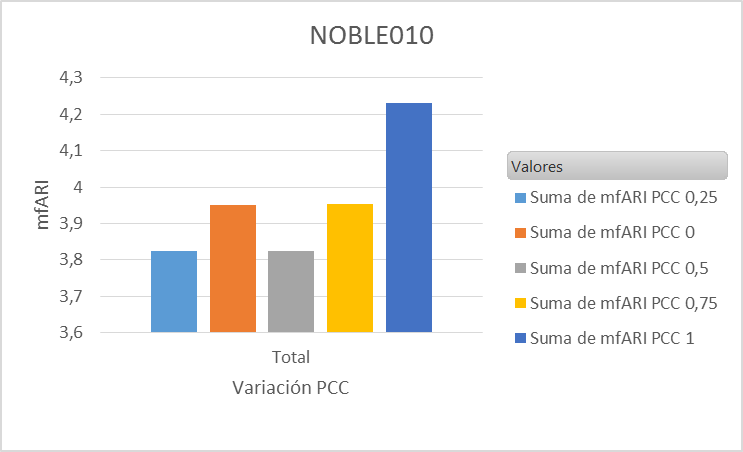 NOBLE010
4,3
4,2
4,1
4
3,9
3,8
3,7
3,6
mfARI
Total
Variación PCC
Valores
Suma de mfARI PCC 0,25
Suma de mfARI PCC 0
Suma de mfARI PCC 0,5
Suma de mfARI PCC 0,75
Suma de mfARI PCC 1